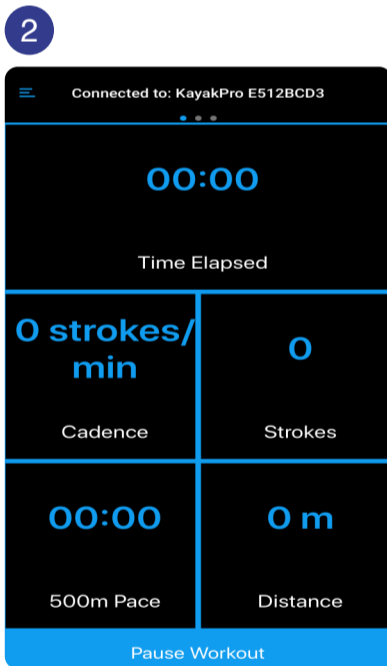 2
Connected to: KayakPro E512BCD3
00:00
Time Elapsed
0 strokes/
min
Cadence
0
Strokes
00:00
500m Pace
0 m
Distance
Pause Workout